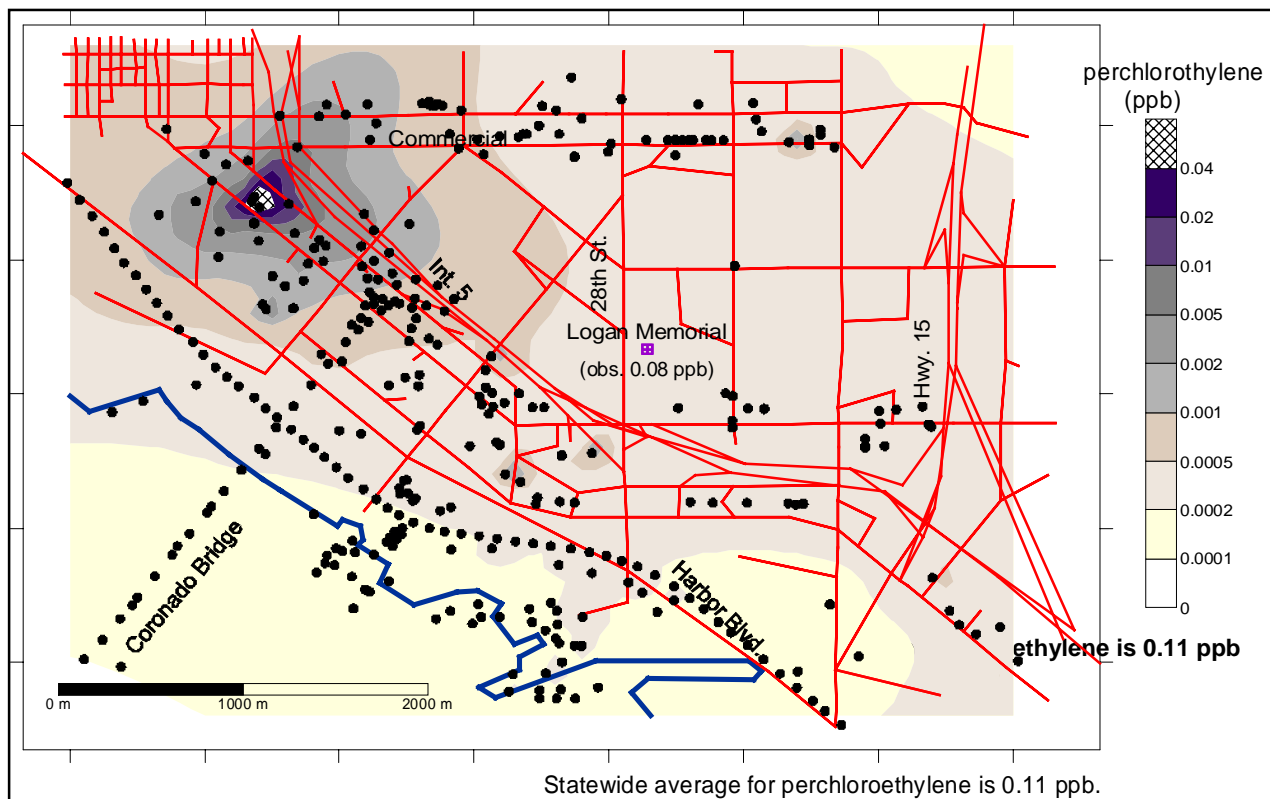 perchlorothylene
(ppb)
0.04
0.02
0.01
0.005
0.002
0.001
0.0005
0.0002
0.0001
0
Commercial
Int. 5
28th St.
Logan Memorial
(obs. 0.08 ppb)
Hwy. 15
Coronado Bridge
Harbor Blvd.
ethylene is 0.11 ppb
0 m
1000 m
2000 m
Statewide average for perchloroethylene is 0.11 ppb.